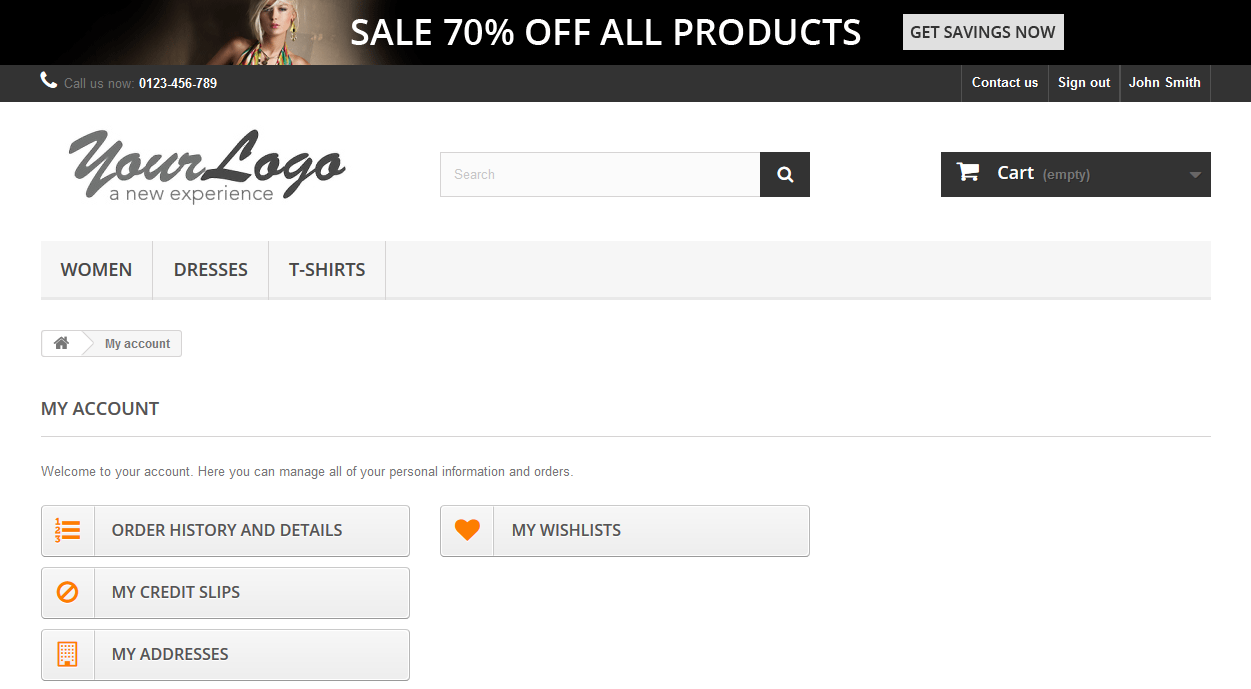 SALE 70% OFF ALL PRODUCTS GET SAVINGS NOW
Call us now: 0123-456-789 Contact us Sign out John Smith
YourLogo
a new experience
Search
Cart (empty)
WOMEN DRESSES T-SHIRTS
My account
MY ACCOUNT
Welcome to your account. Here you can manage all of your personal information and orders.
1 2 3 ORDER HISTORY AND DETAILS
MY WISHLISTS
MY CREDIT SLIPS
MY ADDRESSES